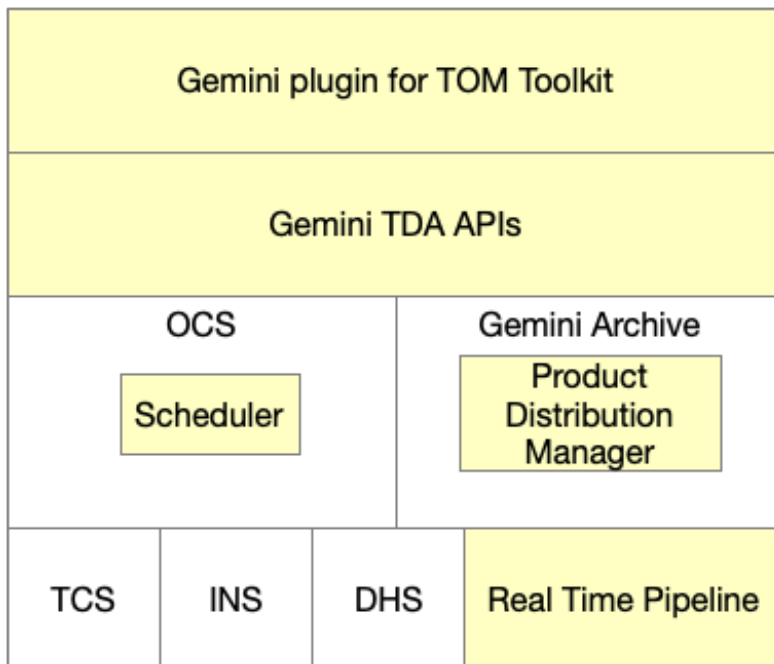 Gemini plugin for TOM Toolkit
Gemini TDA APIs
OCS
Gemini Archive
Scheduler
Product
Distribution
Manager
TCS
INS
DHS
Real Time Pipeline